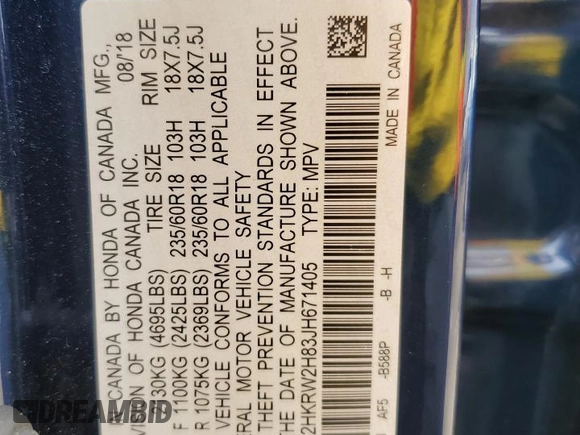 CANADA BY HONDA OF CANADA MFG.,
OF HONDA CANADA INC. 08/'18
30KG (4695LBS) TIRE SIZE RIM SIZE
F 1100KG (2425LBS) 235/60R18 103H 18X7.5J
R 1075KG (2369LBS) 235/60R18 103H 18X7.5J
VEHICLE CONFORMS TO ALL APPLICABLE
MOTOR VEHICLE SAFETY
THEFT PREVENTION STANDARDS IN EFFECT
THE DATE OF MANUFACTURE SHOWN ABOVE.
2HKRW2H83JH671405 TYPE: MPV
AF5 -B588P -B -H MADE IN CANADA
DREAMBID